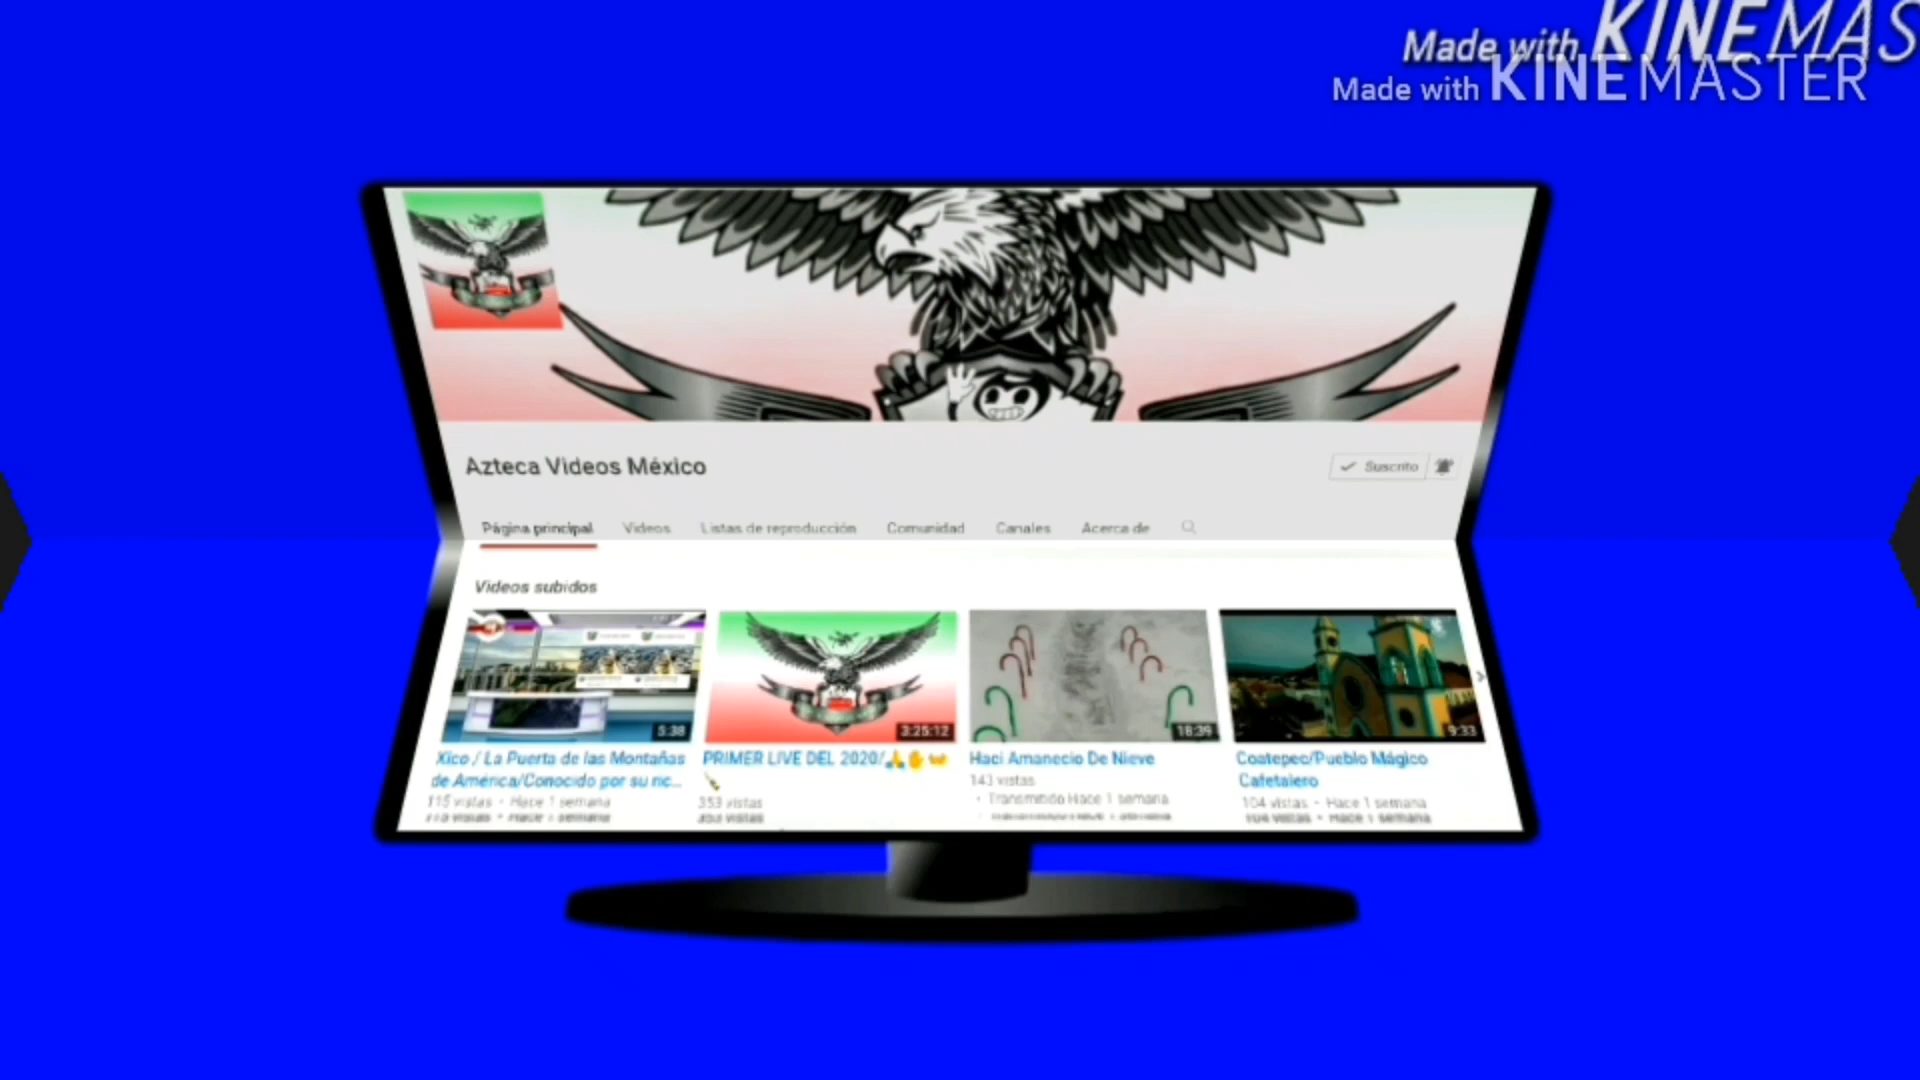 Made with KINEMAS
Made with KINEMASTER
Azteca Videos México
Suscrito
Página principal Videos Listas de reproducción Comunidad Canales Acerca de
Videos subidos
5:38 3:25:12 18:39 9:33
Xico / La Puerta de las Montañas
de América/Conocido por su ric...
115 vistas • Hace 1 semana
PRIMER LIVE DEL 2020/🙏✋🤝
🍾
353 vistas
Haci Amanecio De Nieve
143 vistas
• Transmitido Hace 1 semana
Coatepec/Pueblo Mágico
Cafetalero
104 vistas • Hace 1 semana